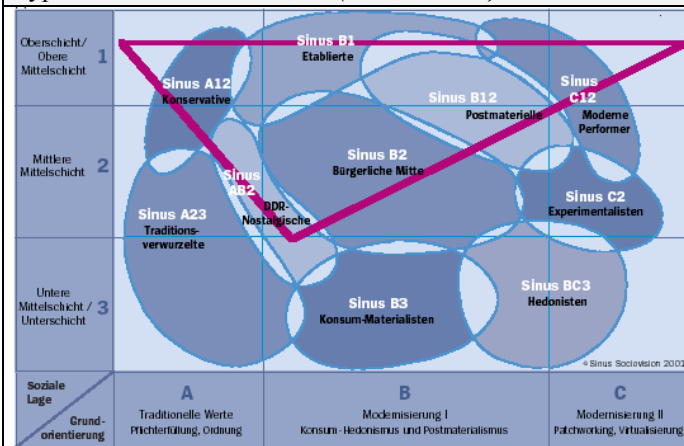 Oberschicht/
Obere
Mittelschicht
1
Mittlere
Mittelschicht
2
Untere
Mittelschicht /
Unterschicht
3
Sinus B1
Etablierte
Sinus A12
Konservative
Sinus B12
Postmaterielle
Sinus
C12
Moderne
Performer
Sinus
AB2
DDR-
Nostalgische
Sinus B2
Bürgerliche Mitte
Sinus C2
Experimentalisten
Sinus A23
Traditions-
verwurzelte
Sinus B3
Konsum-Materialisten
Sinus BC3
Hedonisten
© Sinus Sociovision 2001
Soziale
Lage
Grund-
orientierung
A
Traditionelle Werte
Pflichterfüllung, Ordnung
B
Modernisierung I
Konsum-Hedonismus und Postmaterialismus
C
Modernisierung II
Patchworking, Virtualisierung